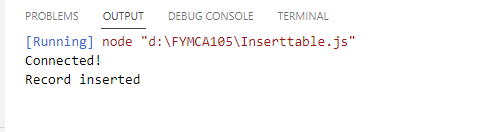 PROBLEMS OUTPUT DEBUG CONSOLE TERMINAL
[Running] node "d:\FYMCA105\Inserttable.js"
Connected!
Record inserted